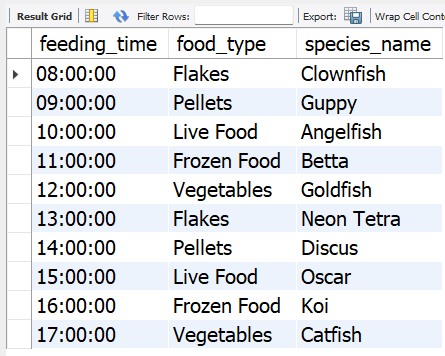 Result Grid Filter Rows: Export: Wrap Cell Conte
feeding_time food_type species_name
08:00:00 Flakes Clownfish
09:00:00 Pellets Guppy
10:00:00 Live Food Angelfish
11:00:00 Frozen Food Betta
12:00:00 Vegetables Goldfish
13:00:00 Flakes Neon Tetra
14:00:00 Pellets Discus
15:00:00 Live Food Oscar
16:00:00 Frozen Food Koi
17:00:00 Vegetables Catfish